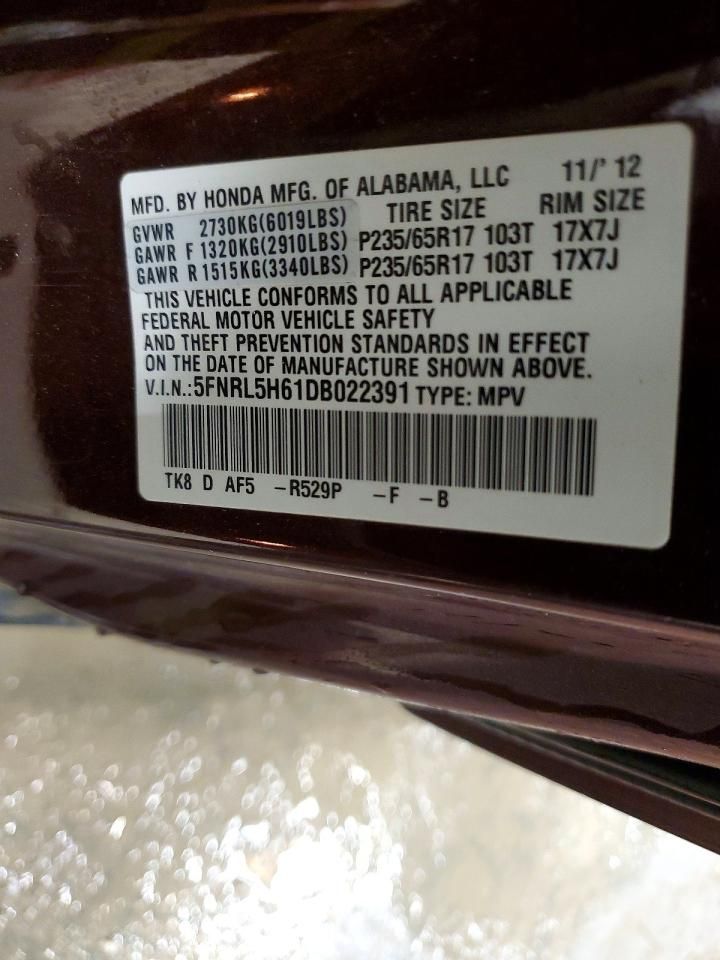 MFD. BY HONDA MFG. OF ALABAMA, LLC 11/' 12
GVWR 2730KG(6019LBS) TIRE SIZE RIM SIZE
GAWR F 1320KG(2910LBS) P235/65R17 103T 17X7J
GAWR R 1515KG(3340LBS) P235/65R17 103T 17X7J
THIS VEHICLE CONFORMS TO ALL APPLICABLE
FEDERAL MOTOR VEHICLE SAFETY
AND THEFT PREVENTION STANDARDS IN EFFECT
ON THE DATE OF MANUFACTURE SHOWN ABOVE.
V.I.N.:5FNRL5H61DB022391 TYPE: MPV
TK8 D AF5 -R529P -F -B